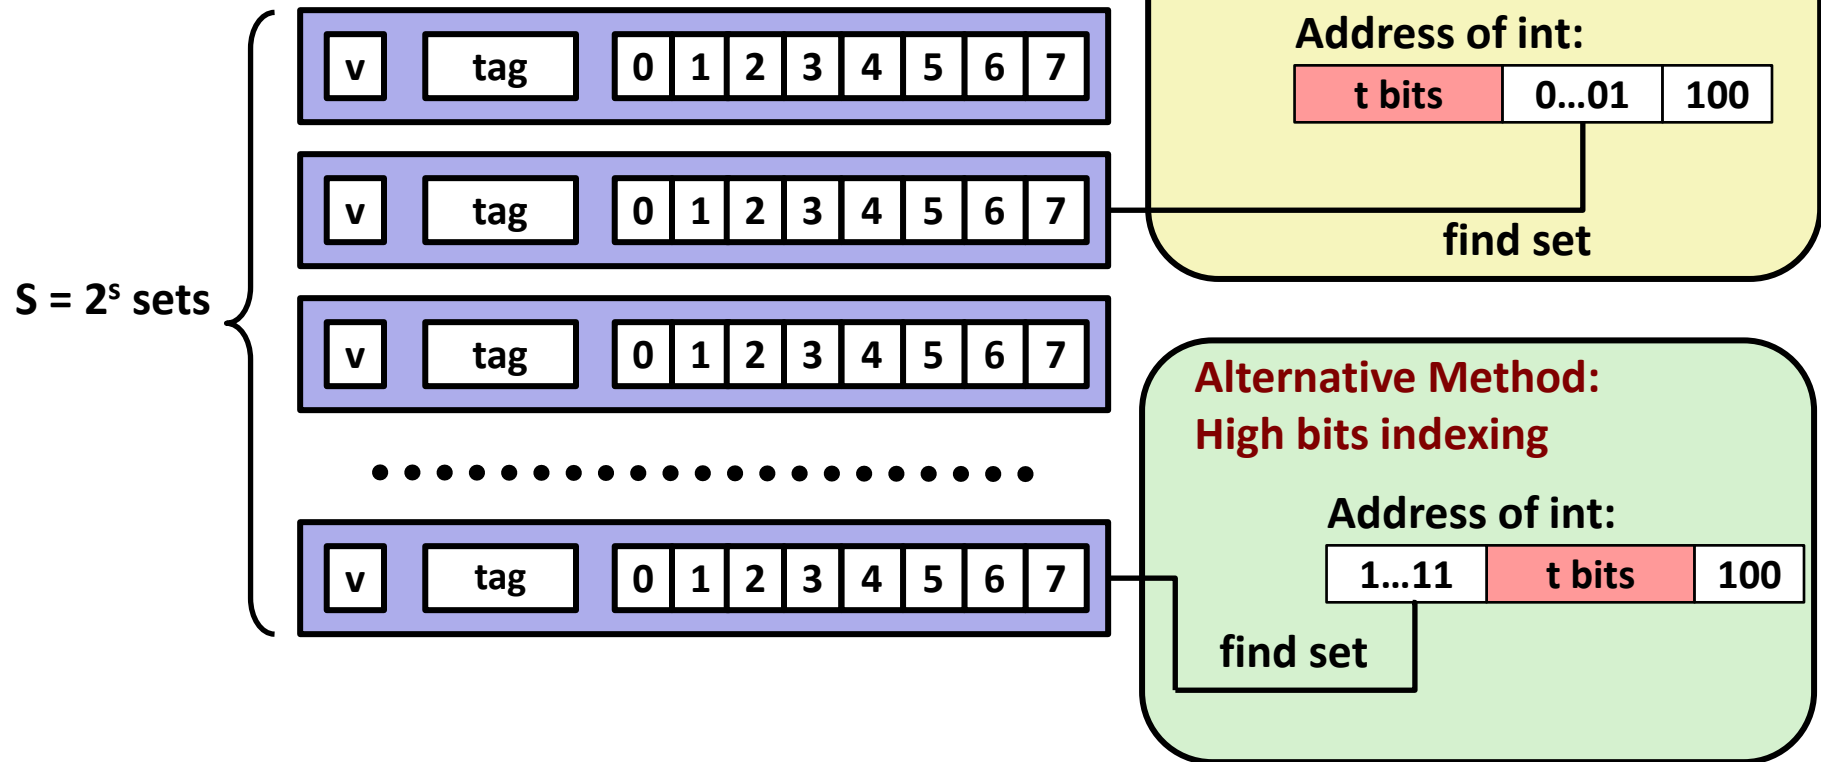 S = 2ˢ sets
v tag 0 1 2 3 4 5 6 7
v tag 0 1 2 3 4 5 6 7
v tag 0 1 2 3 4 5 6 7
v tag 0 1 2 3 4 5 6 7
Address of int:
t bits 0…01 100
find set
Alternative Method:
High bits indexing
Address of int:
1…11 t bits 100
find set